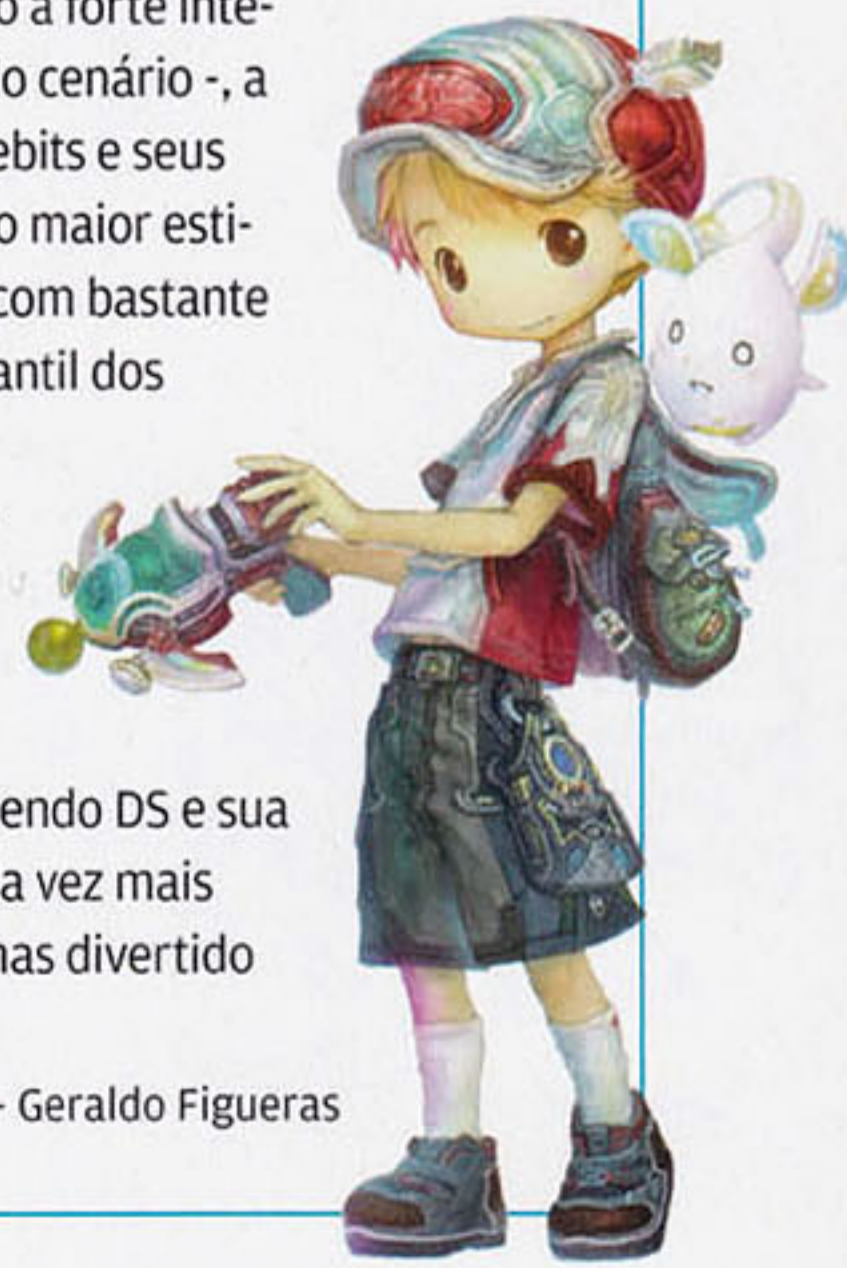 o a forte inte-
o cenário -, a
ebits e seus
o maior esti-
com bastante
antil dos
endo DS e sua
a vez mais
nas divertido
- Geraldo Figueras